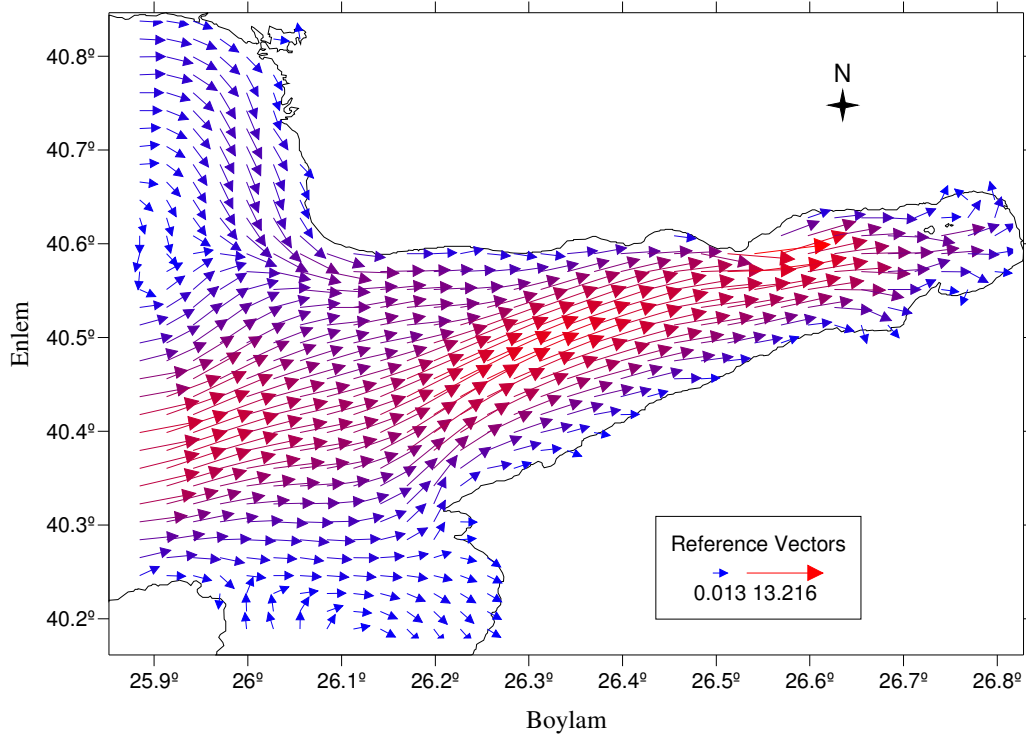 40.8º
40.7º
40.6º
40.5º
40.4º
40.3º
40.2º
Enlem
N
Reference Vectors
0.013 13.216
25.9º 26º 26.1º 26.2º 26.3º 26.4º 26.5º 26.6º 26.7º 26.8º
Boylam